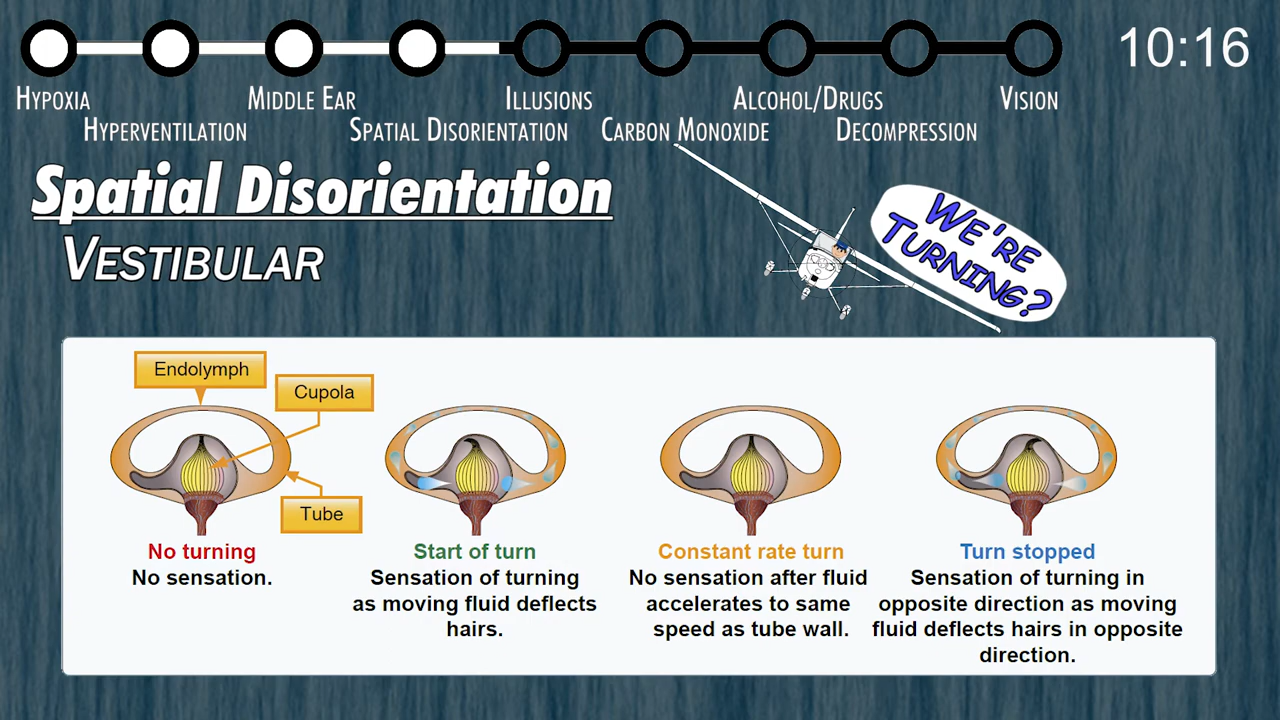 10:16
Hypoxia
Middle Ear
Illusions
Alcohol/Drugs
Vision
Hyperventilation
Spatial Disorientation
Carbon Monoxide
Decompression
Spatial Disorientation
Vestibular
We're
Turning?
Endolymph
Cupola
Tube
No turning
No sensation.
Start of turn
Sensation of turning
as moving fluid deflects
hairs.
Constant rate turn
No sensation after fluid
accelerates to same
speed as tube wall.
Turn stopped
Sensation of turning in
opposite direction as moving
fluid deflects hairs in opposite
direction.